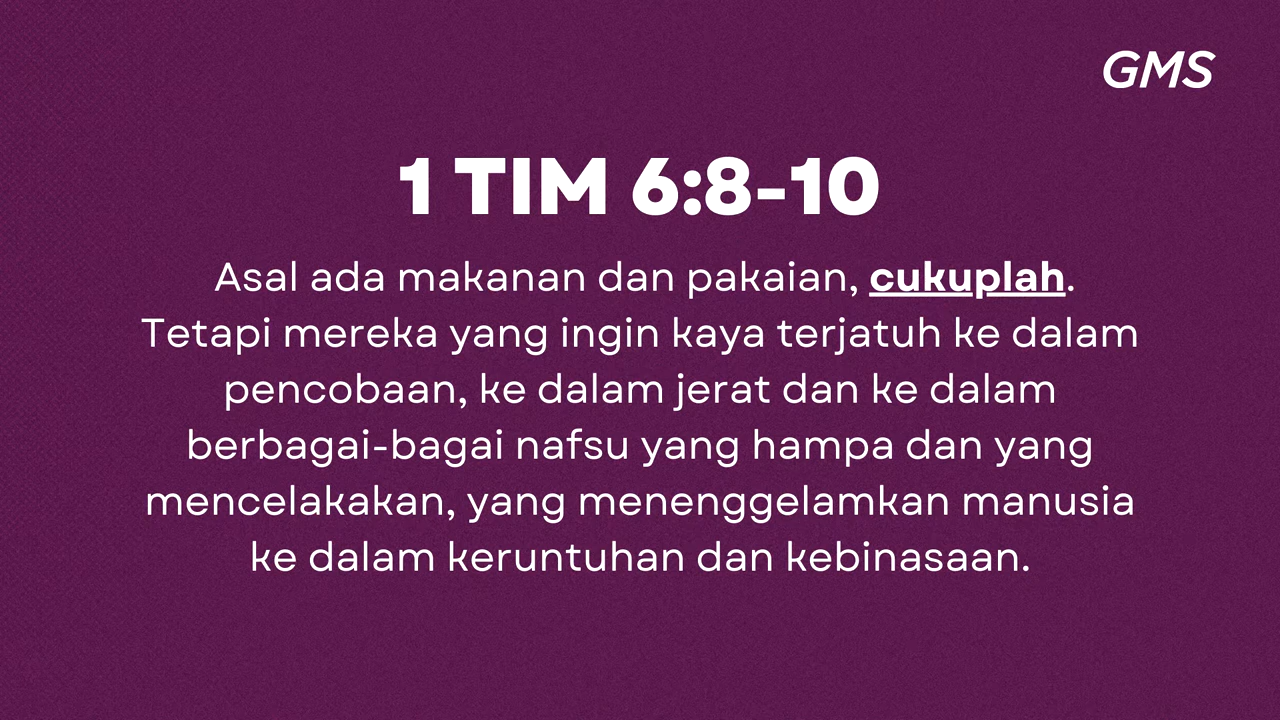 GMS
1 TIM 6:8-10
Asal ada makanan dan pakaian, cukuplah.
Tetapi mereka yang ingin kaya terjatuh ke dalam
pencobaan, ke dalam jerat dan ke dalam
berbagai-bagai nafsu yang hampa dan yang
mencelakakan, yang menenggelamkan manusia
ke dalam keruntuhan dan kebinasaan.